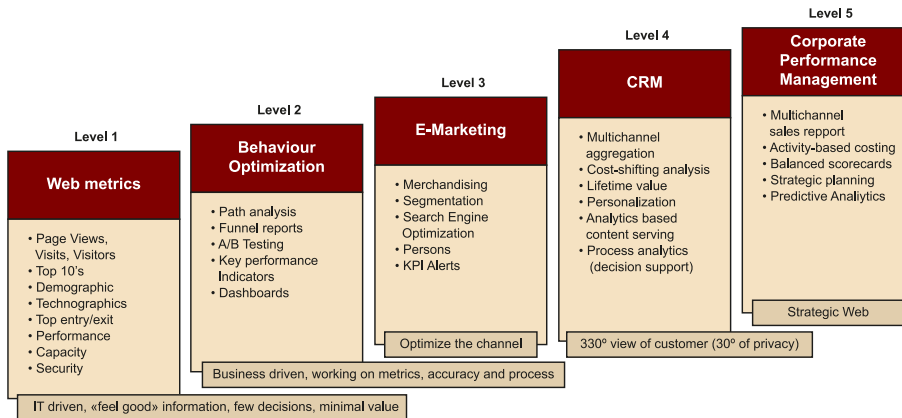 Level 1
Web metrics
• Page Views,
Visits, Visitors
• Top 10's
• Demographic
• Technographics
• Top entry/exit
• Performance
• Capacity
• Security
IT driven, «feel good» information, few decisions, minimal value
Level 2
Behaviour
Optimization
• Path analysis
• Funnel reports
• A/B Testing
• Key performance
Indicators
• Dashboards
Business driven, working on metrics, accuracy and process
Level 3
E-Marketing
• Merchandising
• Segmentation
• Search Engine
Optimization
• Persons
• KPI Alerts
Optimize the channel
Level 4
CRM
• Multichannel
aggregation
• Cost-shifting analysis
• Lifetime value
• Personalization
• Analytics based
content serving
• Process analytics
(decision support)
330º view of customer (30º of privacy)
Level 5
Corporate
Performance
Management
• Multichannel
sales repport
• Activity-based costing
• Balanced scorecards
• Strategic planning
• Predictive Analytics
Strategic Web